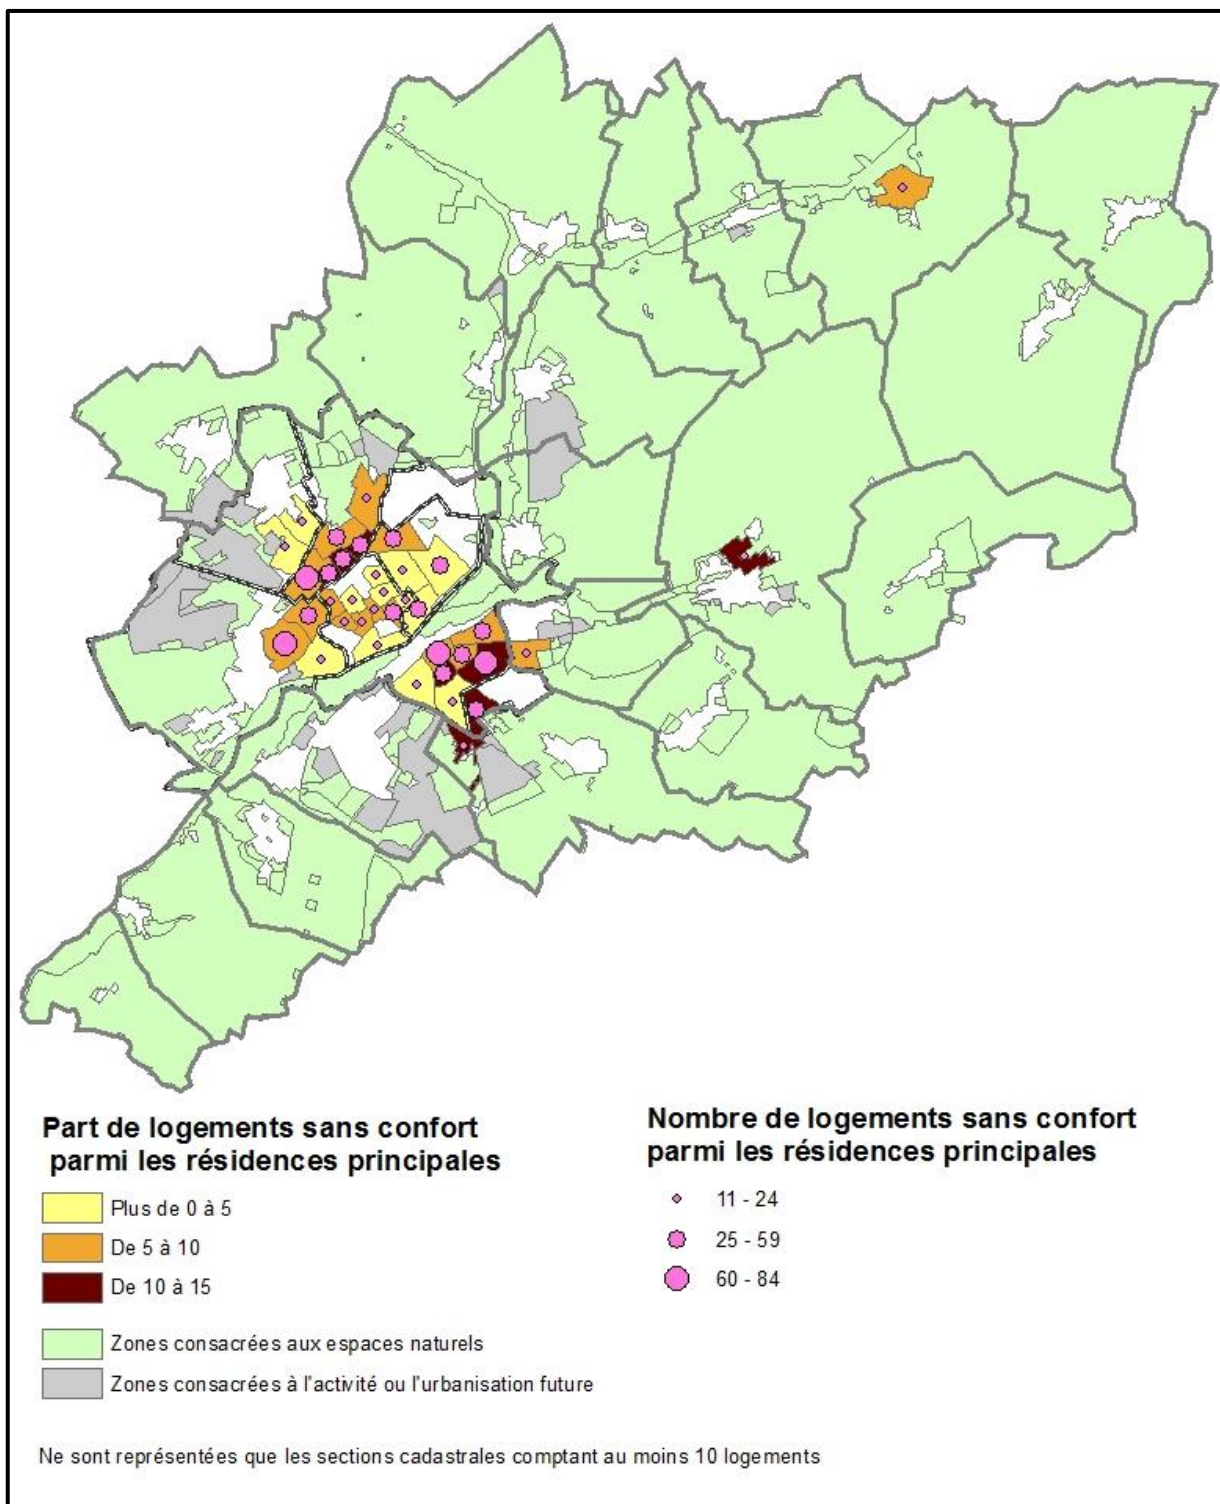 Part de logements sans confort
parmi les résidences principales
Plus de 0 à 5
De 5 à 10
De 10 à 15
Zones consacrées aux espaces naturels
Zones consacrées à l'activité ou l'urbanisation future
Nombre de logements sans confort
parmi les résidences principales
11 - 24
25 - 59
60 - 84
Ne sont représentées que les sections cadastrales comptant au moins 10 logements